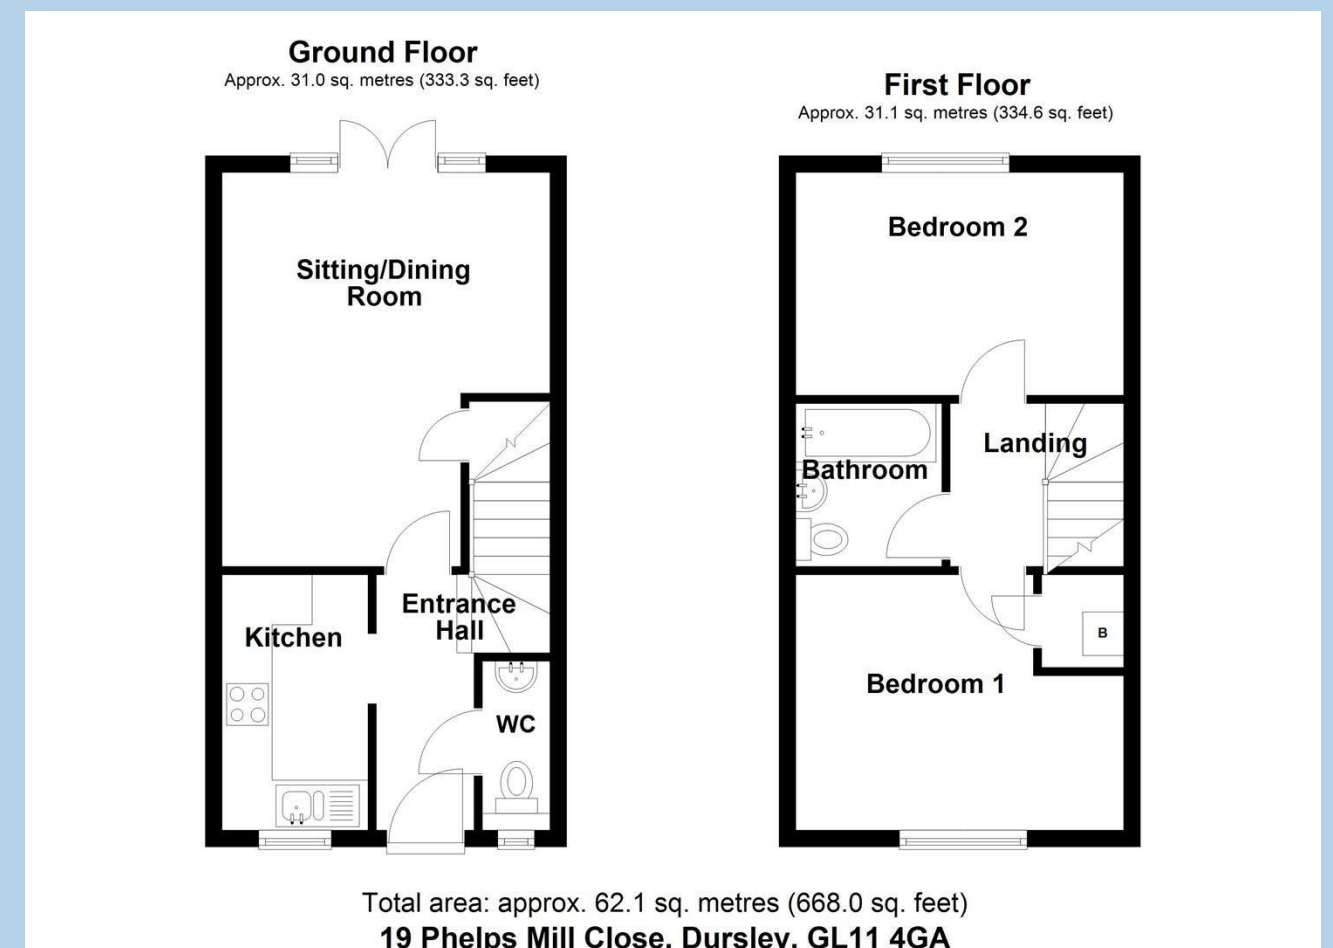 Ground Floor
Approx. 31.0 sq. metres (333.3 sq. feet)
Sitting/Dining
Room
Kitchen
Entrance
Hall
WC
First Floor
Approx. 31.1 sq. metres (334.6 sq. feet)
Bedroom 2
Landing
Bathroom
B
Bedroom 1
Total area: approx. 62.1 sq. metres (668.0 sq. feet)
19 Phelps Mill Close, Dursley, GL11 4GA